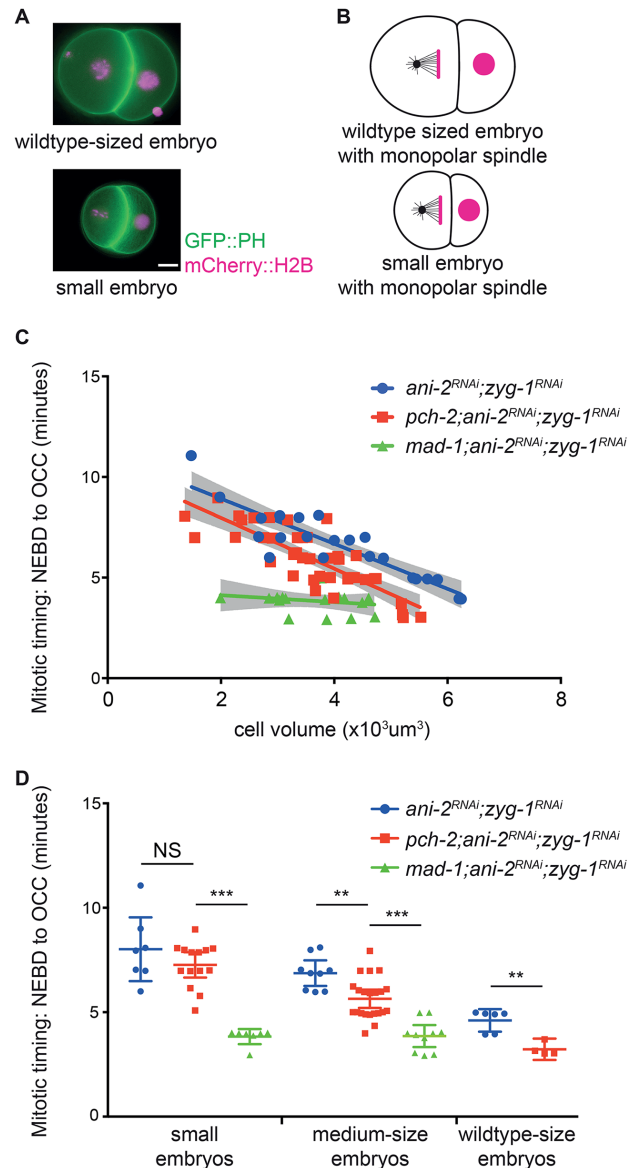 A
wildtype-sized embryo
small embryo
GFP::PH
mCherry::H2B
B
wildtype sized embryo
with monopolar spindle
small embryo
with monopolar spindle
C
Mitotic timing: NEBD to OCC (minutes)
15
10
5
0
0 2 4 6 8
cell volume (x10³um³)
ani-2ᴿᴺᴬⁱ;zyg-1ᴿᴺᴬⁱ
pch-2;ani-2ᴿᴺᴬⁱ;zyg-1ᴿᴺᴬⁱ
mad-1;ani-2ᴿᴺᴬⁱ;zyg-1ᴿᴺᴬⁱ
D
Mitotic timing: NEBD to OCC (minutes)
15
10
5
0
ani-2ᴿᴺᴬⁱ;zyg-1ᴿᴺᴬⁱ
pch-2;ani-2ᴿᴺᴬⁱ;zyg-1ᴿᴺᴬⁱ
mad-1;ani-2ᴿᴺᴬⁱ;zyg-1ᴿᴺᴬⁱ
NS
***
**
***
**
small
embryos
medium-size
embryos
wildtype-size
embryos